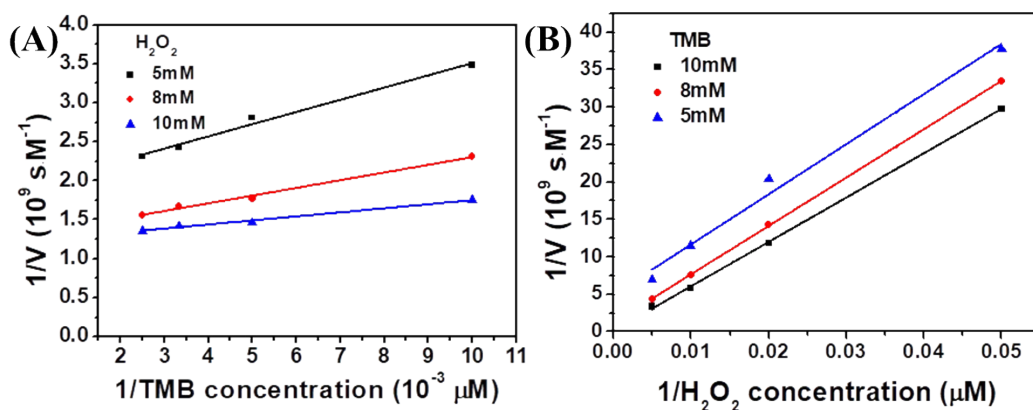 (A)
H₂O₂
5mM
8mM
10mM
4.0
3.5
3.0
2.5
2.0
1.5
1.0
0.5
0.0
1/V (10⁹ s.M⁻¹)
2 3 4 5 6 7 8 9 10 11
1/TMB concentration (10⁻³ μM)
(B)
TMB
10mM
8mM
5mM
40
35
30
25
20
15
10
5
0
1/V (10⁹ s.M⁻¹)
0.00 0.01 0.02 0.03 0.04 0.05
1/H₂O₂ concentration (μM)